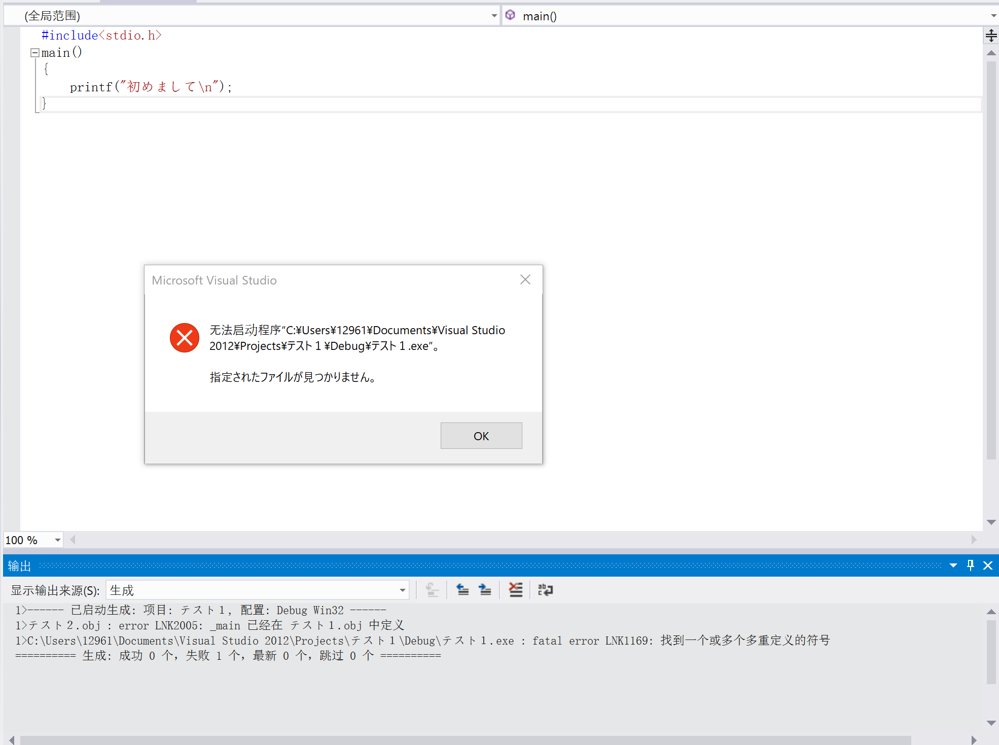 (全局范围)
main()
#include<stdio.h>
main()
{
printf("初めまして\n");
}
Microsoft Visual Studio
无法启动程序“C:¥Users¥12961¥Documents¥Visual Studio
2012¥Projects¥テスト１¥Debug¥テスト１.exe”。
指定されたファイルが見つかりません。
OK
100 %
输出
显示输出来源(S):
生成
1>------ 已启动生成: 项目: テスト１, 配置: Debug Win32 ------
1>テスト２.obj : error LNK2005: _main 已经在 テスト１.obj 中定义
1>C:\Users\12961\Documents\Visual Studio 2012\Projects\テスト１\Debug\テスト１.exe : fatal error LNK1169: 找到一个或多个多重定义的符号
========== 生成: 成功 0 个，失败 1 个，最新 0 个，跳过 0 个 ==========